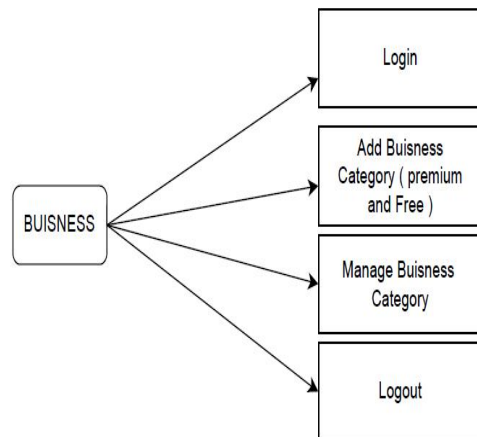 Login
Add Buisness
Category ( premium
and Free )
BUISNESS
Manage Buisness
Category
Logout